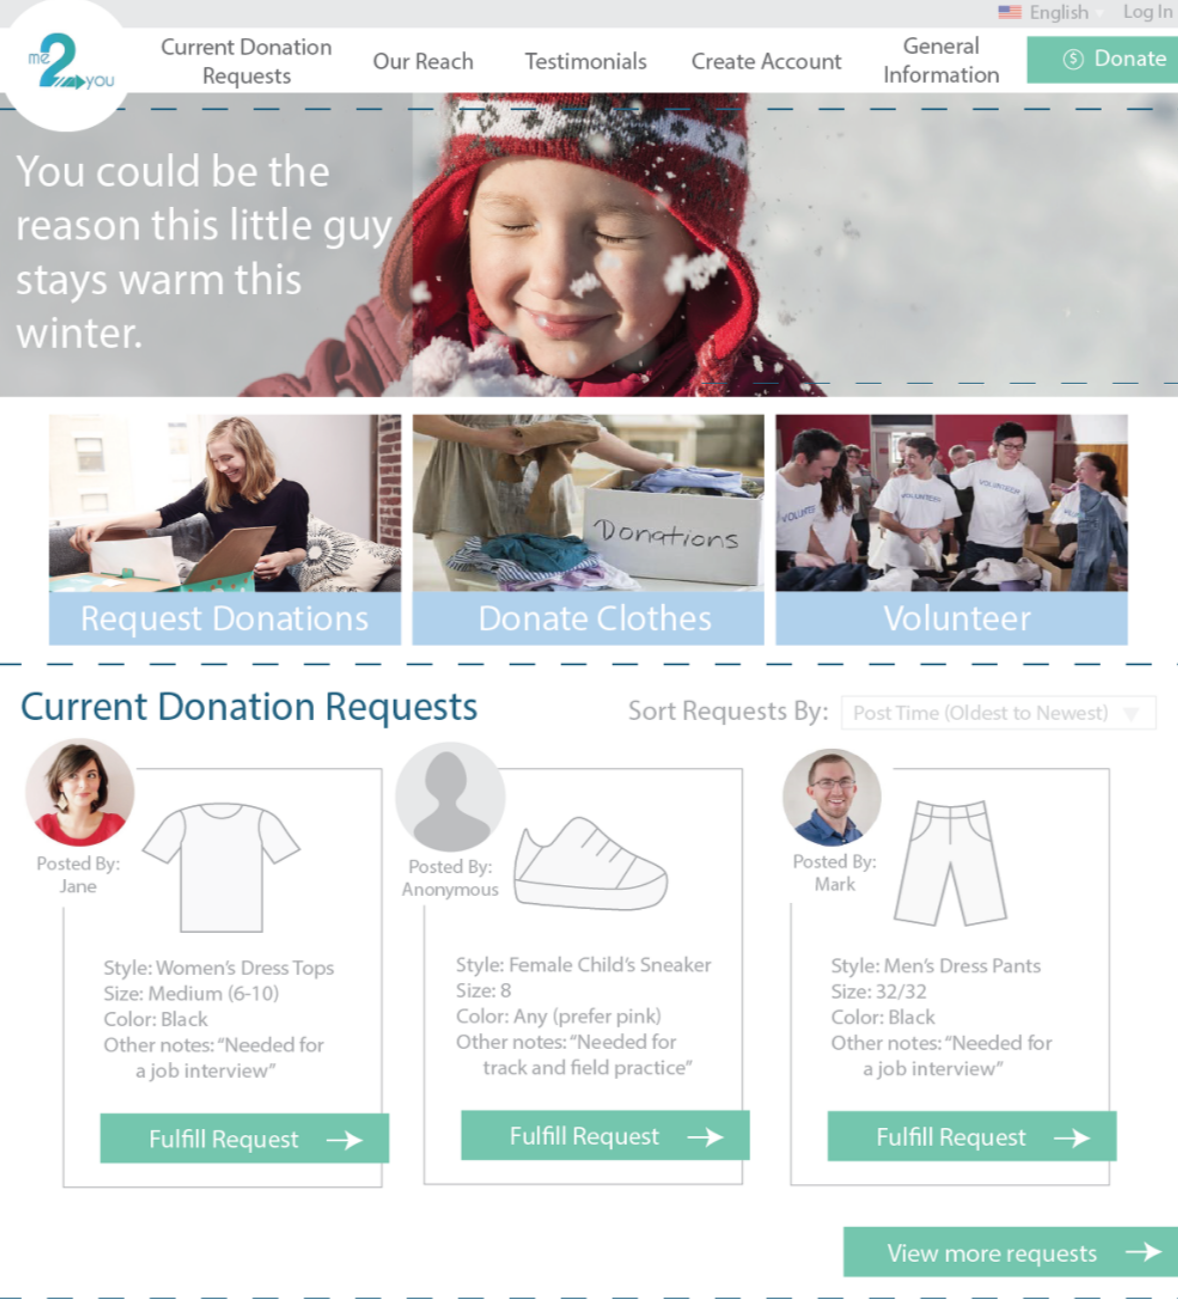 English
Log In
me2you
Current Donation
Requests
Our Reach
Testimonials
Create Account
General
Information
$ Donate
You could be the
reason this little guy
stays warm this
winter.
Donations
VOLUNTEER
VOLUNTEER
VOLUNTEER
Request Donations
Donate Clothes
Volunteer
Current Donation Requests
Sort Requests By:
Post Time (Oldest to Newest)
Posted By:
Jane
Style: Women's Dress Tops
Size: Medium (6-10)
Color: Black
Other notes: “Needed for
a job interview”
Fulfill Request
Posted By:
Anonymous
Style: Female Child's Sneaker
Size: 8
Color: Any (prefer pink)
Other notes: “Needed for
track and field practice”
Fulfill Request
Posted By:
Mark
Style: Men's Dress Pants
Size: 32/32
Color: Black
Other notes: “Needed for
a job interview”
Fulfill Request
View more requests